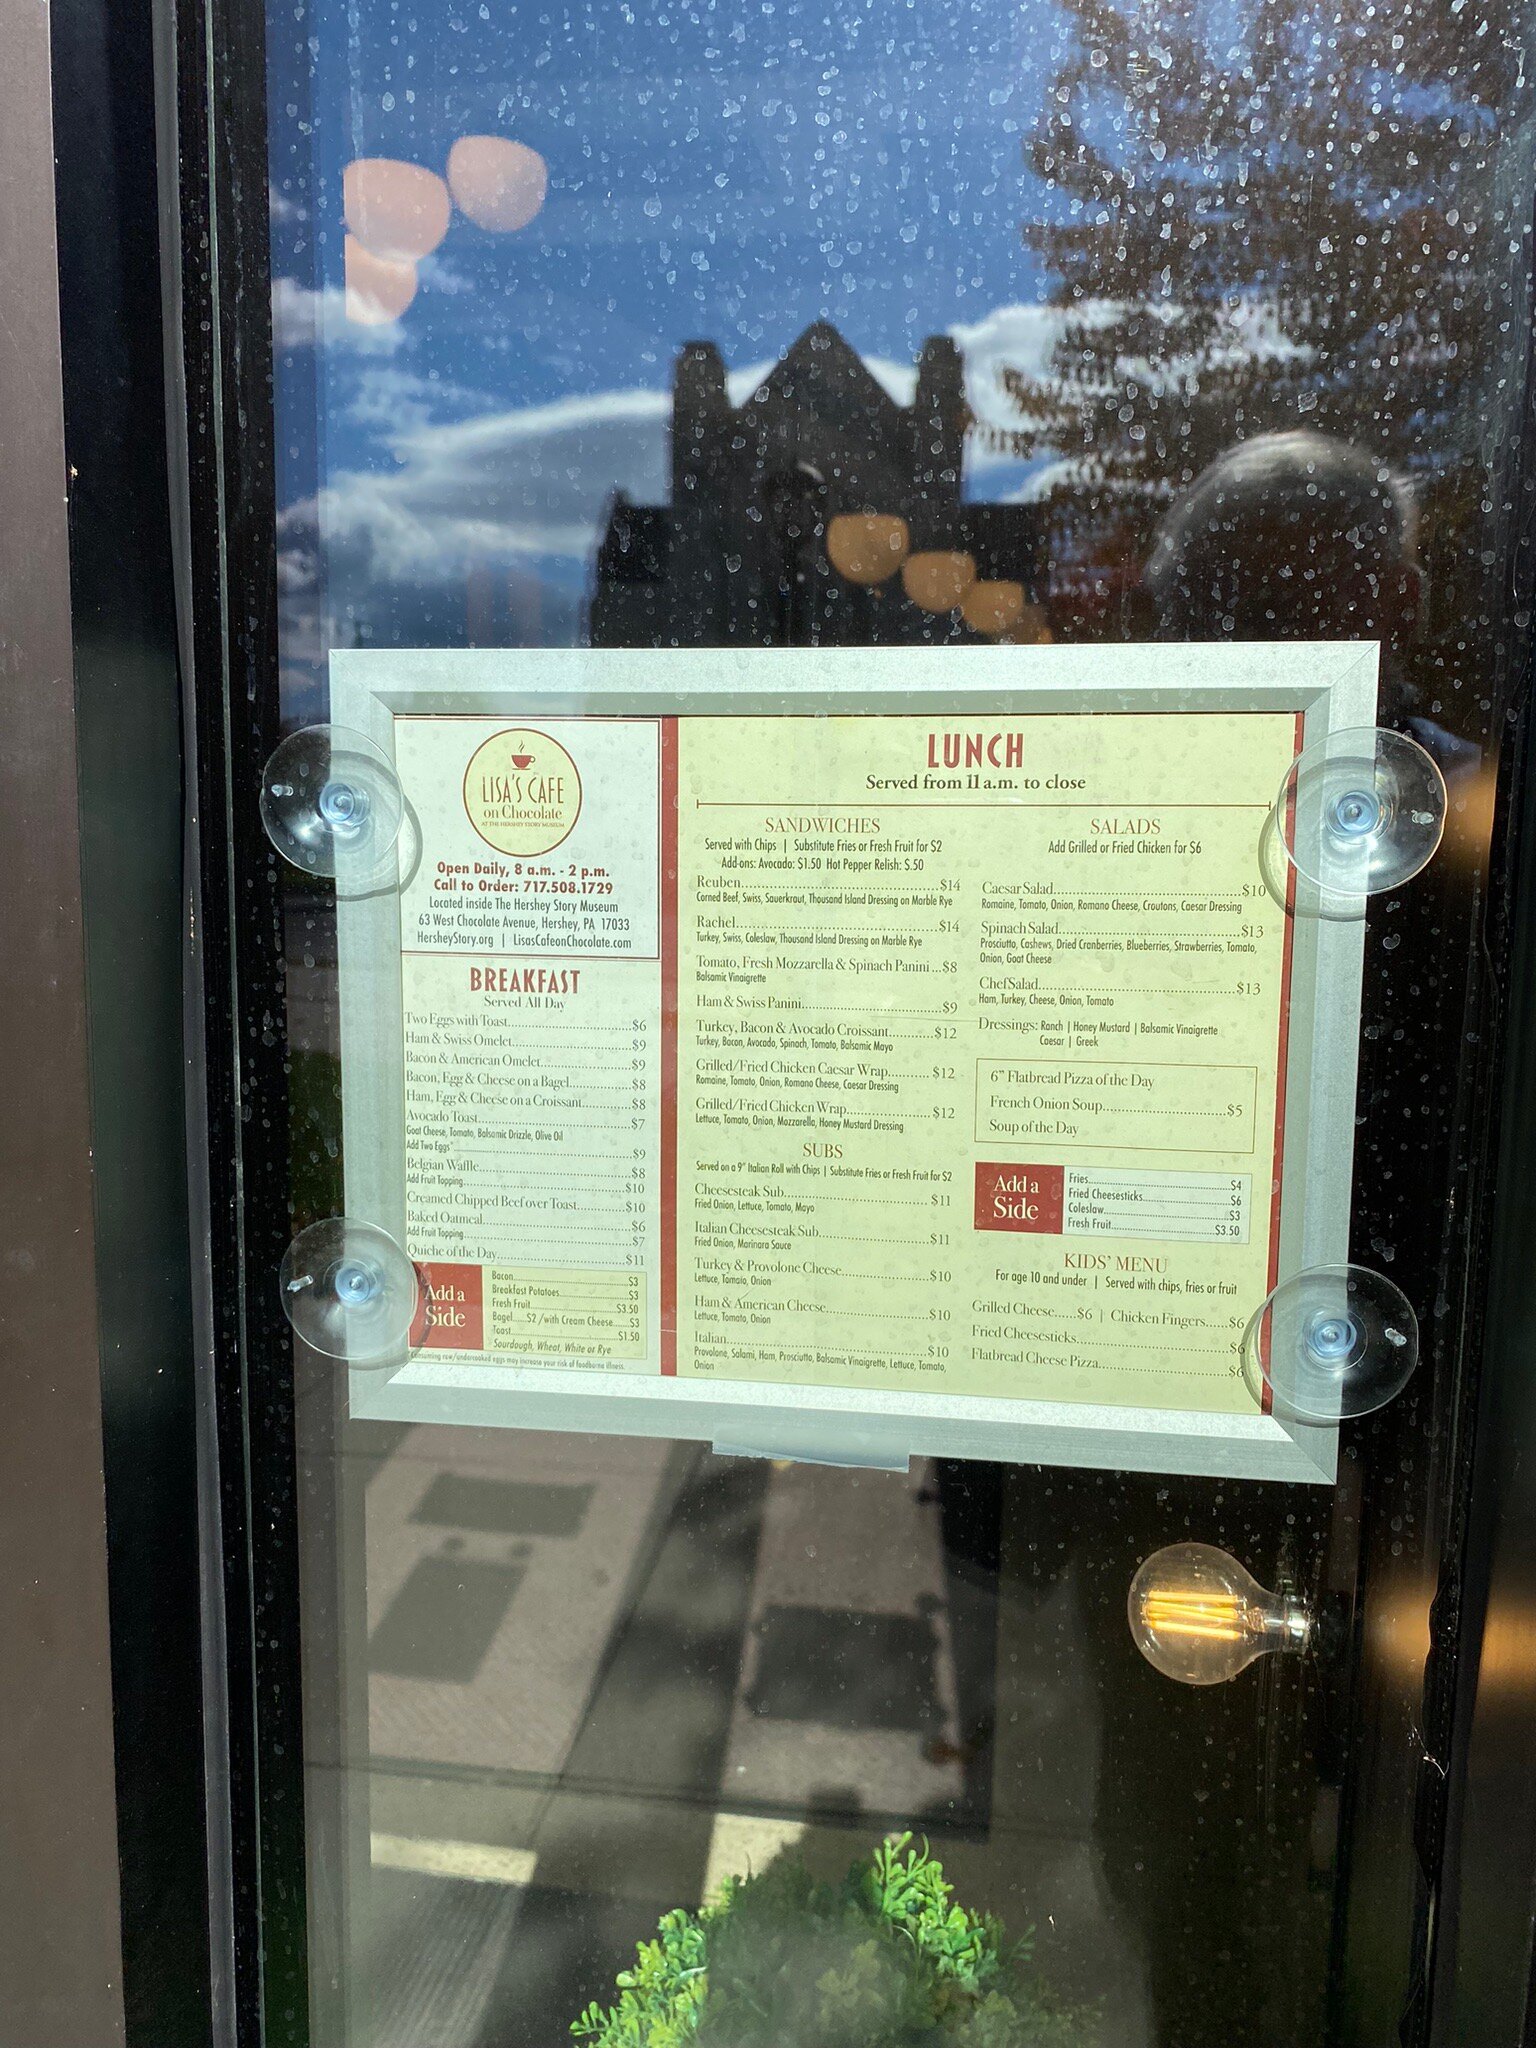 LISA'S CAFE
on Chocolate
AT THE HERSHEY STORY MUSEUM
Open Daily, 8 a.m. - 2 p.m.
Call to Order: 717.508.1729
Located inside The Hershey Story Museum
63 West Chocolate Avenue, Hershey, PA 17033
HersheyStory.org | LisasCafeonChocolate.com
BREAKFAST
Served All Day
Two Eggs with Toast...$6
Ham & Swiss Omelet...$9
Bacon & American Omelet...$9
Bacon, Egg & Cheese on a Bagel...$8
Ham, Egg & Cheese on a Croissant...$8
Avocado Toast...$7
Goat Cheese, Tomato, Balsamic Drizzle, Olive Oil
Add Two Eggs*...$9
Belgian Waffle...$8
Add Fruit Topping...$10
Creamed Chipped Beef over Toast...$10
Baked Oatmeal...$6
Add Fruit Topping...$7
Quiche of the Day...$11
Add a
Side
Bacon...$3
Breakfast Potatoes...$3
Fresh Fruit...$3.50
Bagel...$2 /with Cream Cheese...$3
Toast...$1.50
Sourdough, Wheat, White or Rye
*Consuming raw/undercooked eggs may increase your risk of foodborne illness.
LUNCH
Served from 11 a.m. to close
SANDWICHES
Served with Chips | Substitute Fries or Fresh Fruit for $2
Add-ons: Avocado: $1.50 Hot Pepper Relish: $.50
Reuben...$14
Corned Beef, Swiss, Sauerkraut, Thousand Island Dressing on Marble Rye
Rachel...$14
Turkey, Swiss, Coleslaw, Thousand Island Dressing on Marble Rye
Tomato, Fresh Mozzarella & Spinach Panini...$8
Balsamic Vinaigrette
Ham & Swiss Panini...$9
Turkey, Bacon & Avocado Croissant...$12
Turkey, Bacon, Avocado, Spinach, Tomato, Balsamic Mayo
Grilled/Fried Chicken Caesar Wrap...$12
Romaine, Tomato, Onion, Romano Cheese, Caesar Dressing
Grilled/Fried Chicken Wrap...$12
Lettuce, Tomato, Onion, Mozzarella, Honey Mustard Dressing
SUBS
Served on a 9" Italian Roll with Chips | Substitute Fries or Fresh Fruit for $2
Cheesesteak Sub...$11
Fried Onion, Lettuce, Tomato, Mayo
Italian Cheesesteak Sub...$11
Fried Onion, Marinara Sauce
Turkey & Provolone Cheese...$10
Lettuce, Tomato, Onion
Ham & American Cheese...$10
Lettuce, Tomato, Onion
Italian...$10
Provolone, Salami, Ham, Prosciutto, Balsamic Vinaigrette, Lettuce, Tomato,
Onion
SALADS
Add Grilled or Fried Chicken for $6
Caesar Salad...$10
Romaine, Tomato, Onion, Romano Cheese, Croutons, Caesar Dressing
Spinach Salad...$13
Prosciutto, Cashews, Dried Cranberries, Blueberries, Strawberries, Tomato,
Onion, Goat Cheese
Chef Salad...$13
Ham, Turkey, Cheese, Onion, Tomato
Dressings: Ranch | Honey Mustard | Balsamic Vinaigrette
Caesar | Greek
6" Flatbread Pizza of the Day
French Onion Soup...$5
Soup of the Day
Add a
Side
Fries...$4
Fried Cheesesticks...$6
Coleslaw...$3
Fresh Fruit...$3.50
KIDS' MENU
For age 10 and under | Served with chips, fries or fruit
Grilled Cheese...$6 | Chicken Fingers...$6
Fried Cheesesticks...$6
Flatbread Cheese Pizza...$6